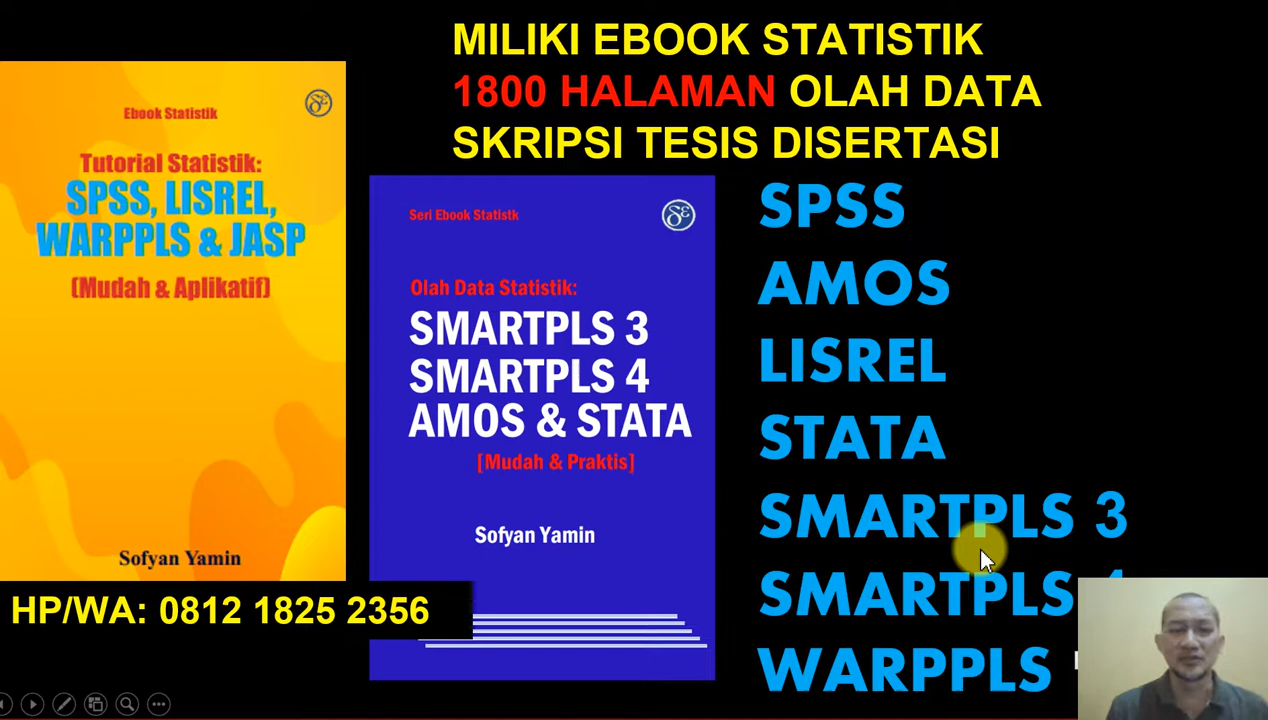 MILIKI EBOOK STATISTIK
1800 HALAMAN OLAH DATA
SKRIPSI TESIS DISERTASI
Ebook Statistik
Tutorial Statistik:
SPSS, LISREL,
WARPPLS & JASP
(Mudah & Aplikatif)
Sofyan Yamin
HP/WA: 0812 1825 2356
Seri Ebook Statistk
Olah Data Statistik:
SMARTPLS 3
SMARTPLS 4
AMOS & STATA
[Mudah & Praktis]
Sofyan Yamin
SPSS
AMOS
LISREL
STATA
SMARTPLS 3
SMARTPLS
WARPPLS